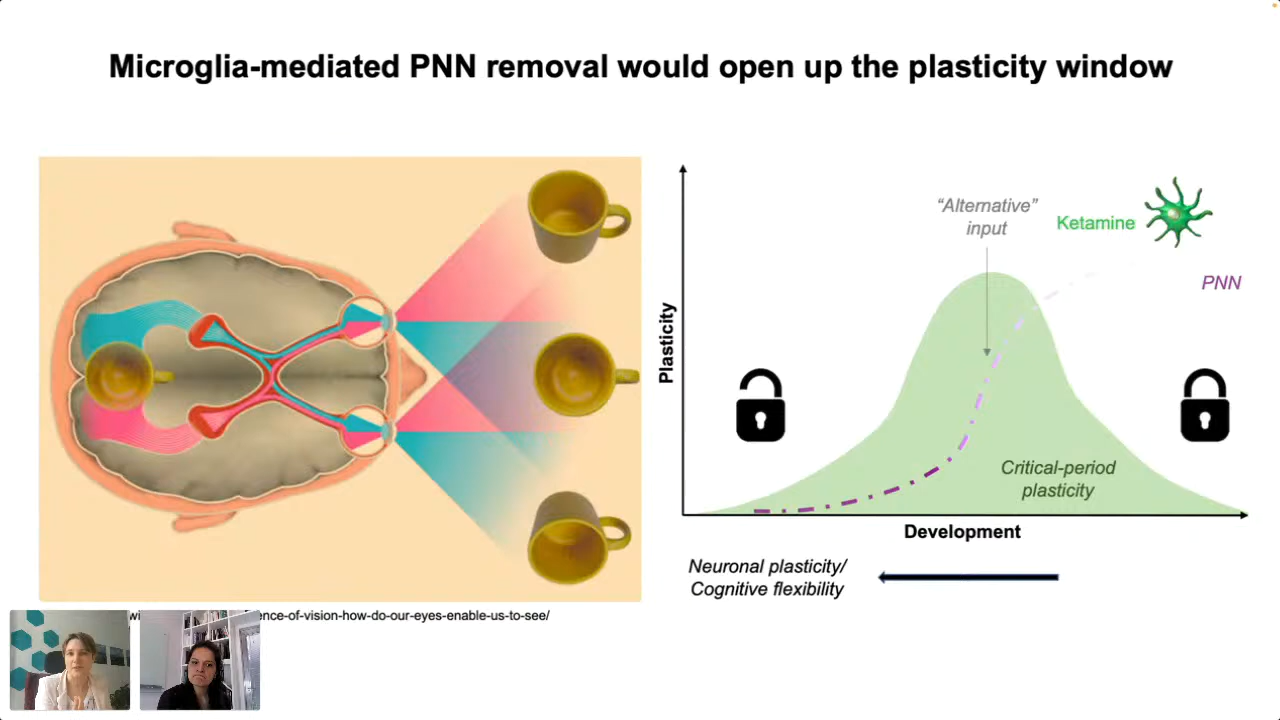 Microglia-mediated PNN removal would open up the plasticity window
“Alternative”
input
Ketamine
PNN
Plasticity
Critical-period
plasticity
Development
Neuronal plasticity/
Cognitive flexibility
ence-of-vision-how-do-our-eyes-enable-us-to-see/